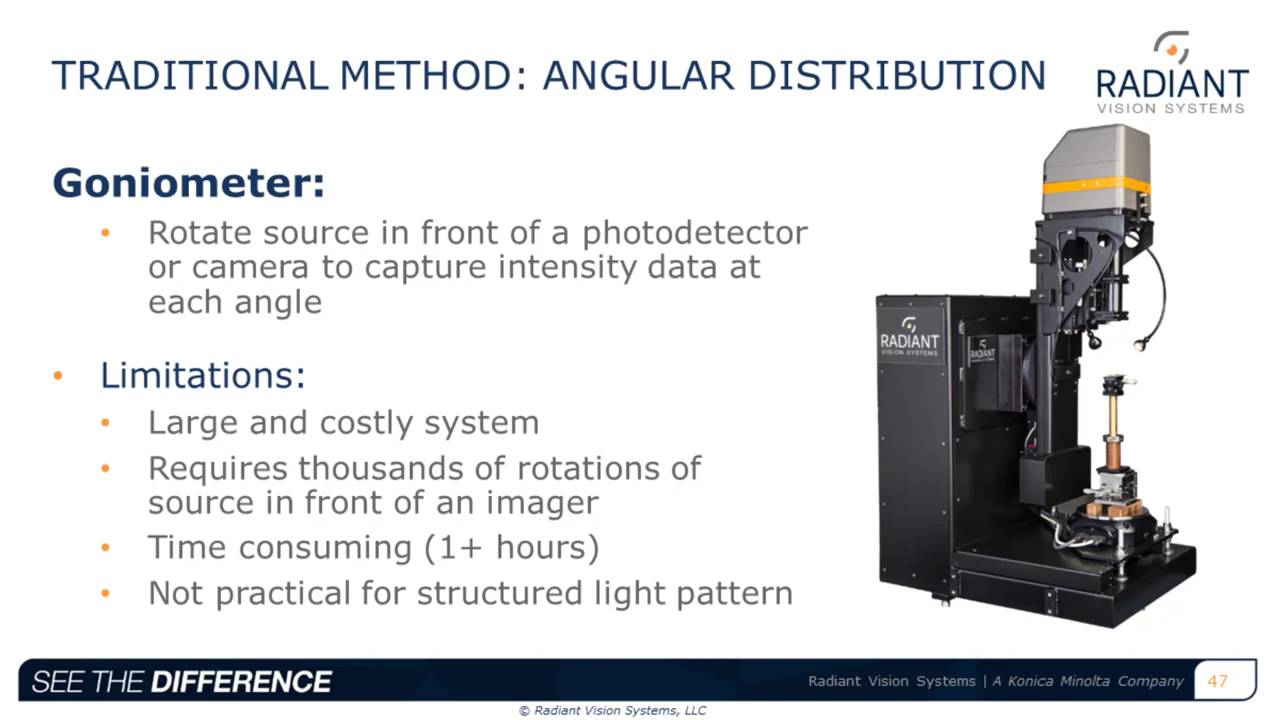 TRADITIONAL METHOD: ANGULAR DISTRIBUTION
RADIANT
VISION SYSTEMS
Goniometer:
• Rotate source in front of a photodetector
or camera to capture intensity data at
each angle
• Limitations:
• Large and costly system
• Requires thousands of rotations of
source in front of an imager
• Time consuming (1+ hours)
• Not practical for structured light pattern
RADIANT
VISION SYSTEMS
RADIANT
SEE THE DIFFERENCE
Radiant Vision Systems | A Konica Minolta Company
47
© Radiant Vision Systems, LLC